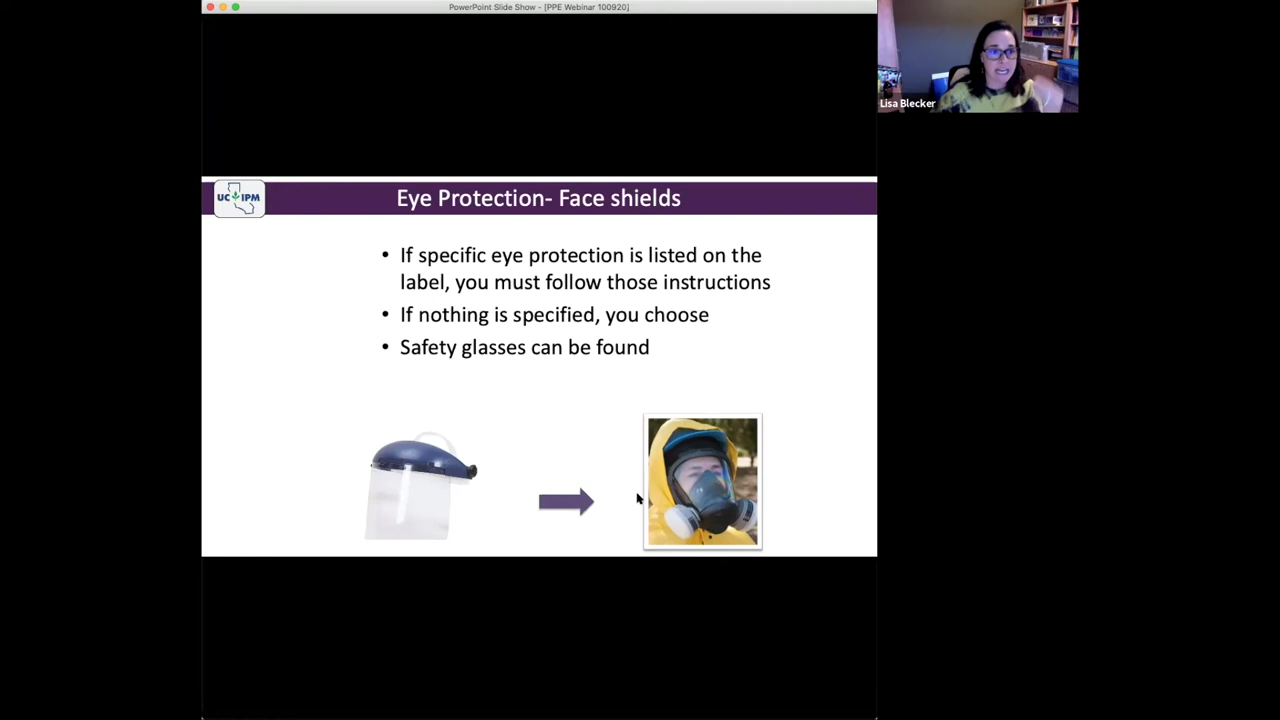 PowerPoint Slide Show - [PPE Webinar 100920]
Lisa Blecker
UC IPM
Eye Protection- Face shields
• If specific eye protection is listed on the
label, you must follow those instructions
• If nothing is specified, you choose
• Safety glasses can be found